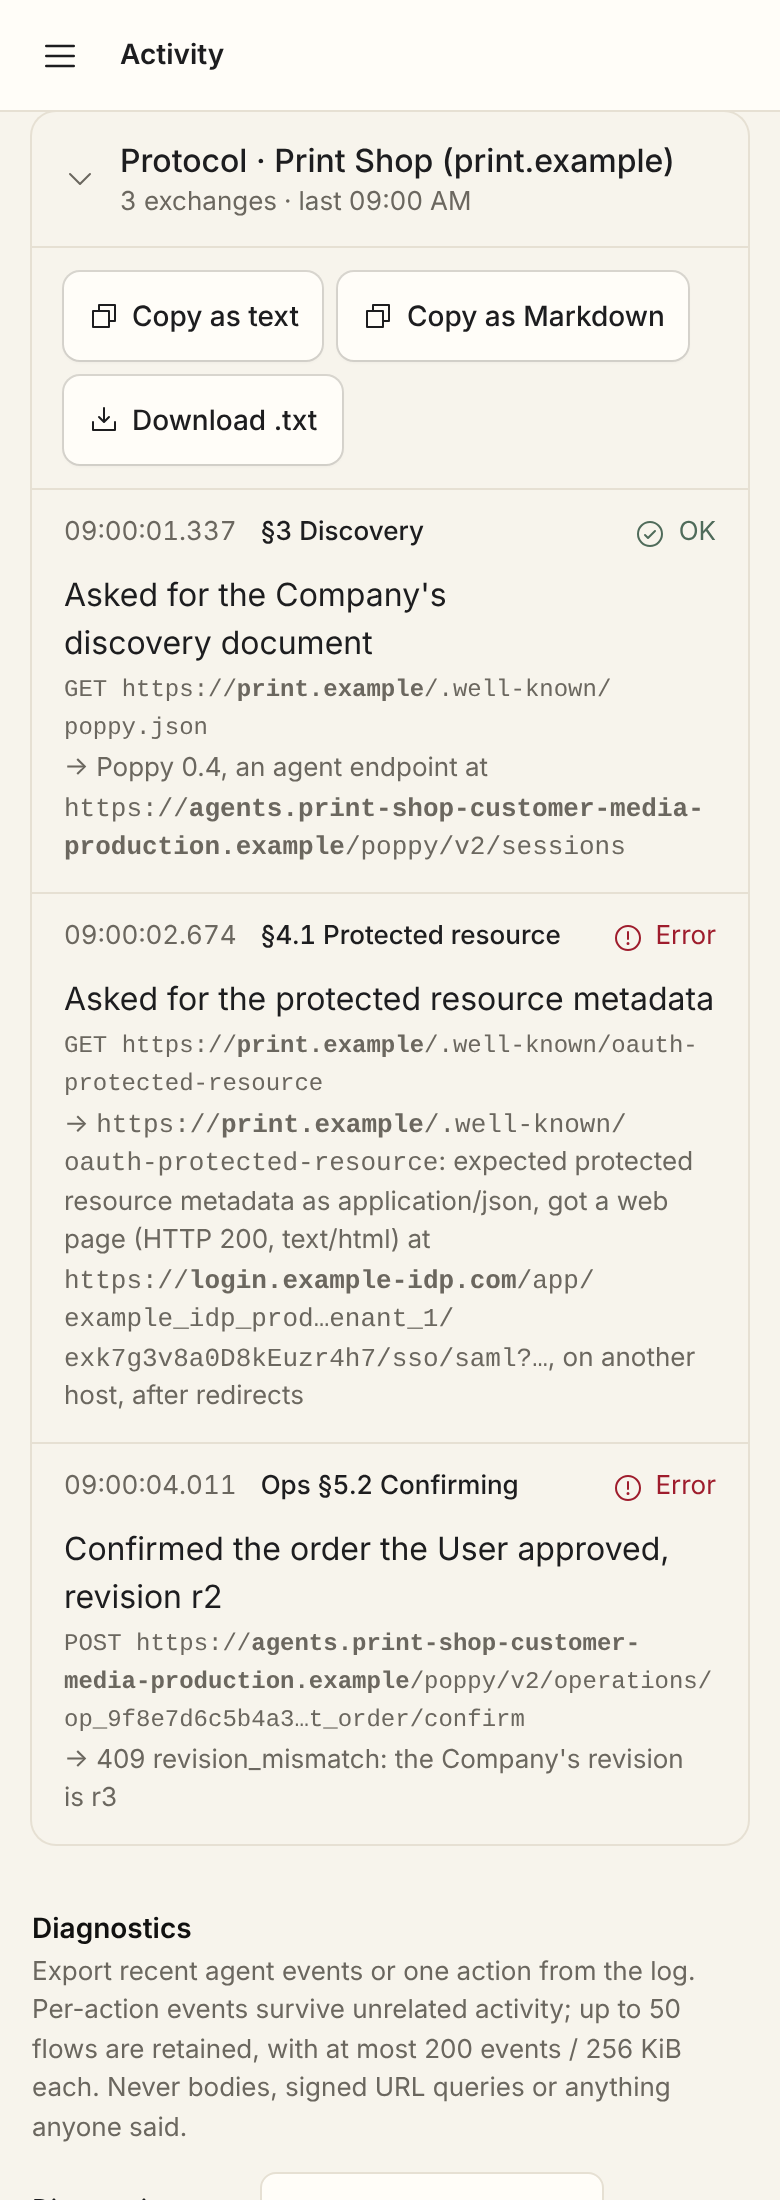 Activity
Protocol · Print Shop (print.example)
3 exchanges · last 09:00 AM
Copy as text
Copy as Markdown
Download .txt
09:00:01.337 §3 Discovery OK
Asked for the Company's
discovery document
GET https://print.example/.well-known/
poppy.json
→ Poppy 0.4, an agent endpoint at
https://agents.print-shop-customer-media-
production.example/poppy/v2/sessions
09:00:02.674 §4.1 Protected resource Error
Asked for the protected resource metadata
GET https://print.example/.well-known/oauth-
protected-resource
→ https://print.example/.well-known/
oauth-protected-resource: expected protected
resource metadata as application/json, got a web
page (HTTP 200, text/html) at
https://login.example-idp.com/app/
example_idp_prod…enant_1/
exk7g3v8a0D8kEuzr4h7/sso/saml?…, on another
host, after redirects
09:00:04.011 Ops §5.2 Confirming Error
Confirmed the order the User approved,
revision r2
POST https://agents.print-shop-customer-
media-production.example/poppy/v2/operations/
op_9f8e7d6c5b4a3…t_order/confirm
→ 409 revision_mismatch: the Company's revision
is r3
Diagnostics
Export recent agent events or one action from the log.
Per-action events survive unrelated activity; up to 50
flows are retained, with at most 200 events / 256 KiB
each. Never bodies, signed URL queries or anything
anyone said.